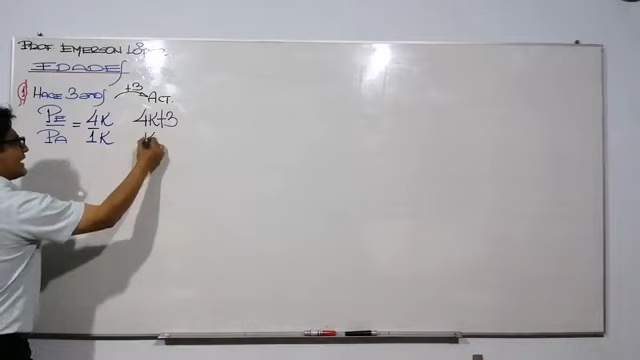 PROF EMERSON
EDADES
1 HACE 3 AÑOS +3 ACT.
PE/PA = 4K/1K 4K+3
K